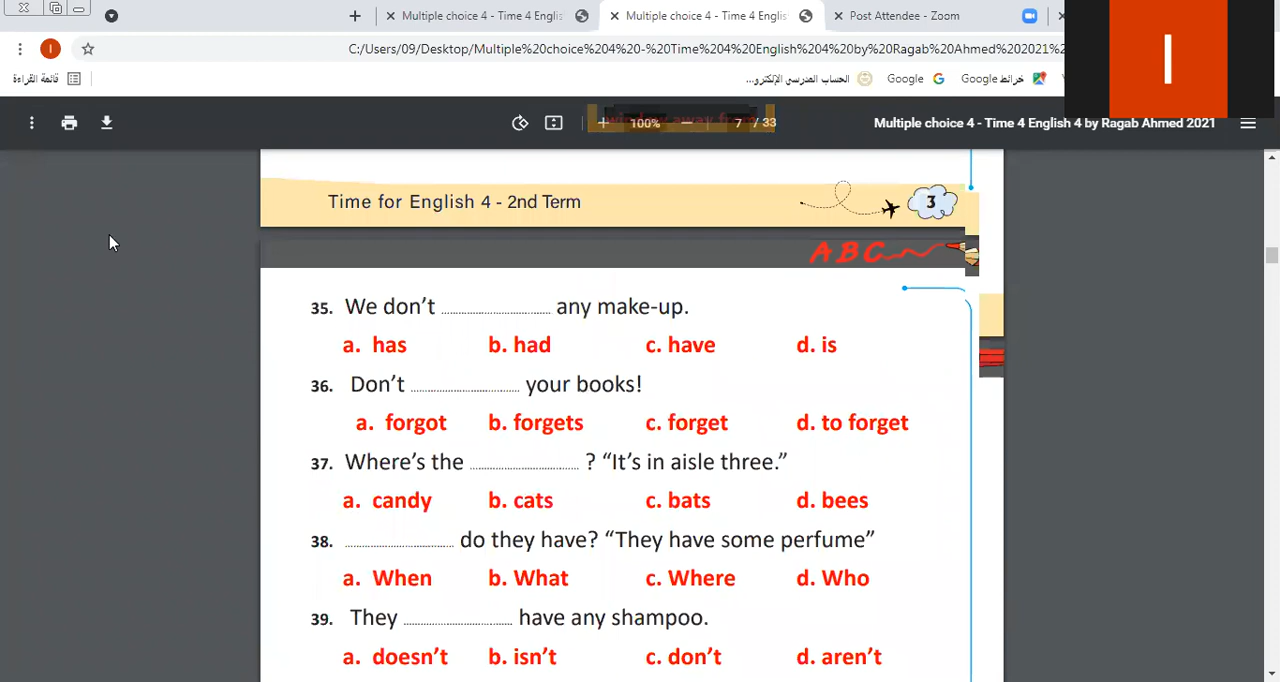 Multiple choice 4 - Time 4 Englis
Multiple choice 4 - Time 4 Englis
Post Attendee - Zoom
I
C:/Users/09/Desktop/Multiple%20choice%204%20-%20Time%204%20English%204%20by%20Ragab%20Ahmed%202021
قائمة القراءة
الحساب المدرسي الإلكترو...
Google
خرائط Google
I
100%
7 / 33
Multiple choice 4 - Time 4 English 4 by Ragab Ahmed 2021
Time for English 4 - 2nd Term
3
ABC
35. We don't .............................. any make-up.
a. has b. had c. have d. is
36. Don't .............................. your books!
a. forgot b. forgets c. forget d. to forget
37. Where's the .............................. ? “It's in aisle three.”
a. candy b. cats c. bats d. bees
38. .............................. do they have? “They have some perfume”
a. When b. What c. Where d. Who
39. They .............................. have any shampoo.
a. doesn't b. isn't c. don't d. aren't